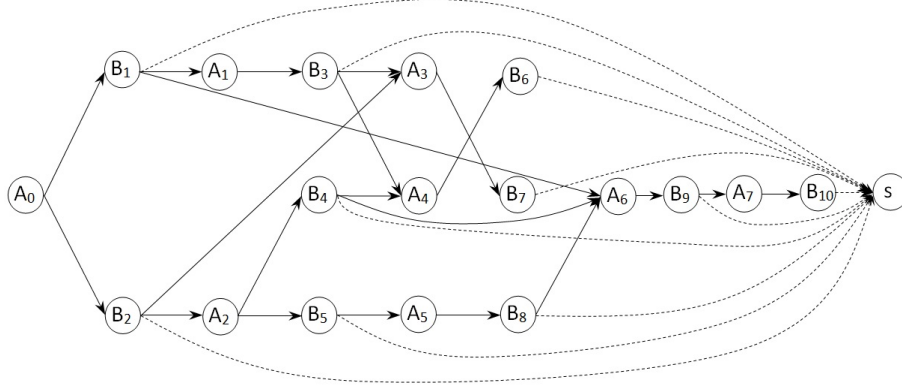 B₁ A₁ B₃ A₃ B₆
A₀ B₄ A₄ B₇ A₆ B₉ A₇ B₁₀ s
B₂ A₂ B₅ A₅ B₈